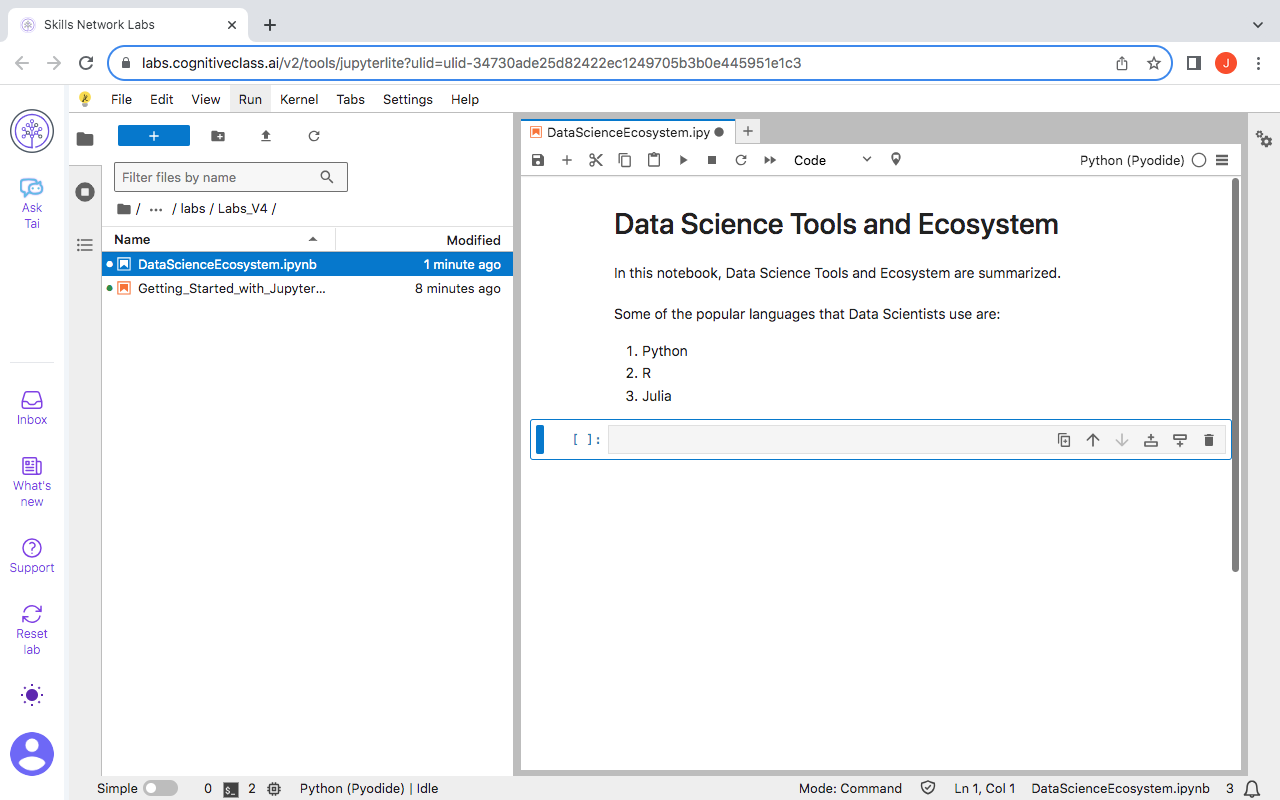 Skills Network Labs
labs.cognitiveclass.ai/v2/tools/jupyterlite?ulid=ulid-34730ade25d82422ec1249705b3b0e445951e1c3
J
File Edit View Run Kernel Tabs Settings Help
Ask
Tai
Inbox
What's
new
Support
Reset
lab
Filter files by name
/ ... / labs / Labs_V4 /
Name Modified
DataScienceEcosystem.ipynb 1 minute ago
Getting_Started_with_Jupyter... 8 minutes ago
DataScienceEcosystem.ipy
Code Python (Pyodide)
Data Science Tools and Ecosystem
In this notebook, Data Science Tools and Ecosystem are summarized.
Some of the popular languages that Data Scientists use are:
1. Python
2. R
3. Julia
[ ]:
Simple 0 $_ 2 Python (Pyodide) | Idle Mode: Command Ln 1, Col 1 DataScienceEcosystem.ipynb 3